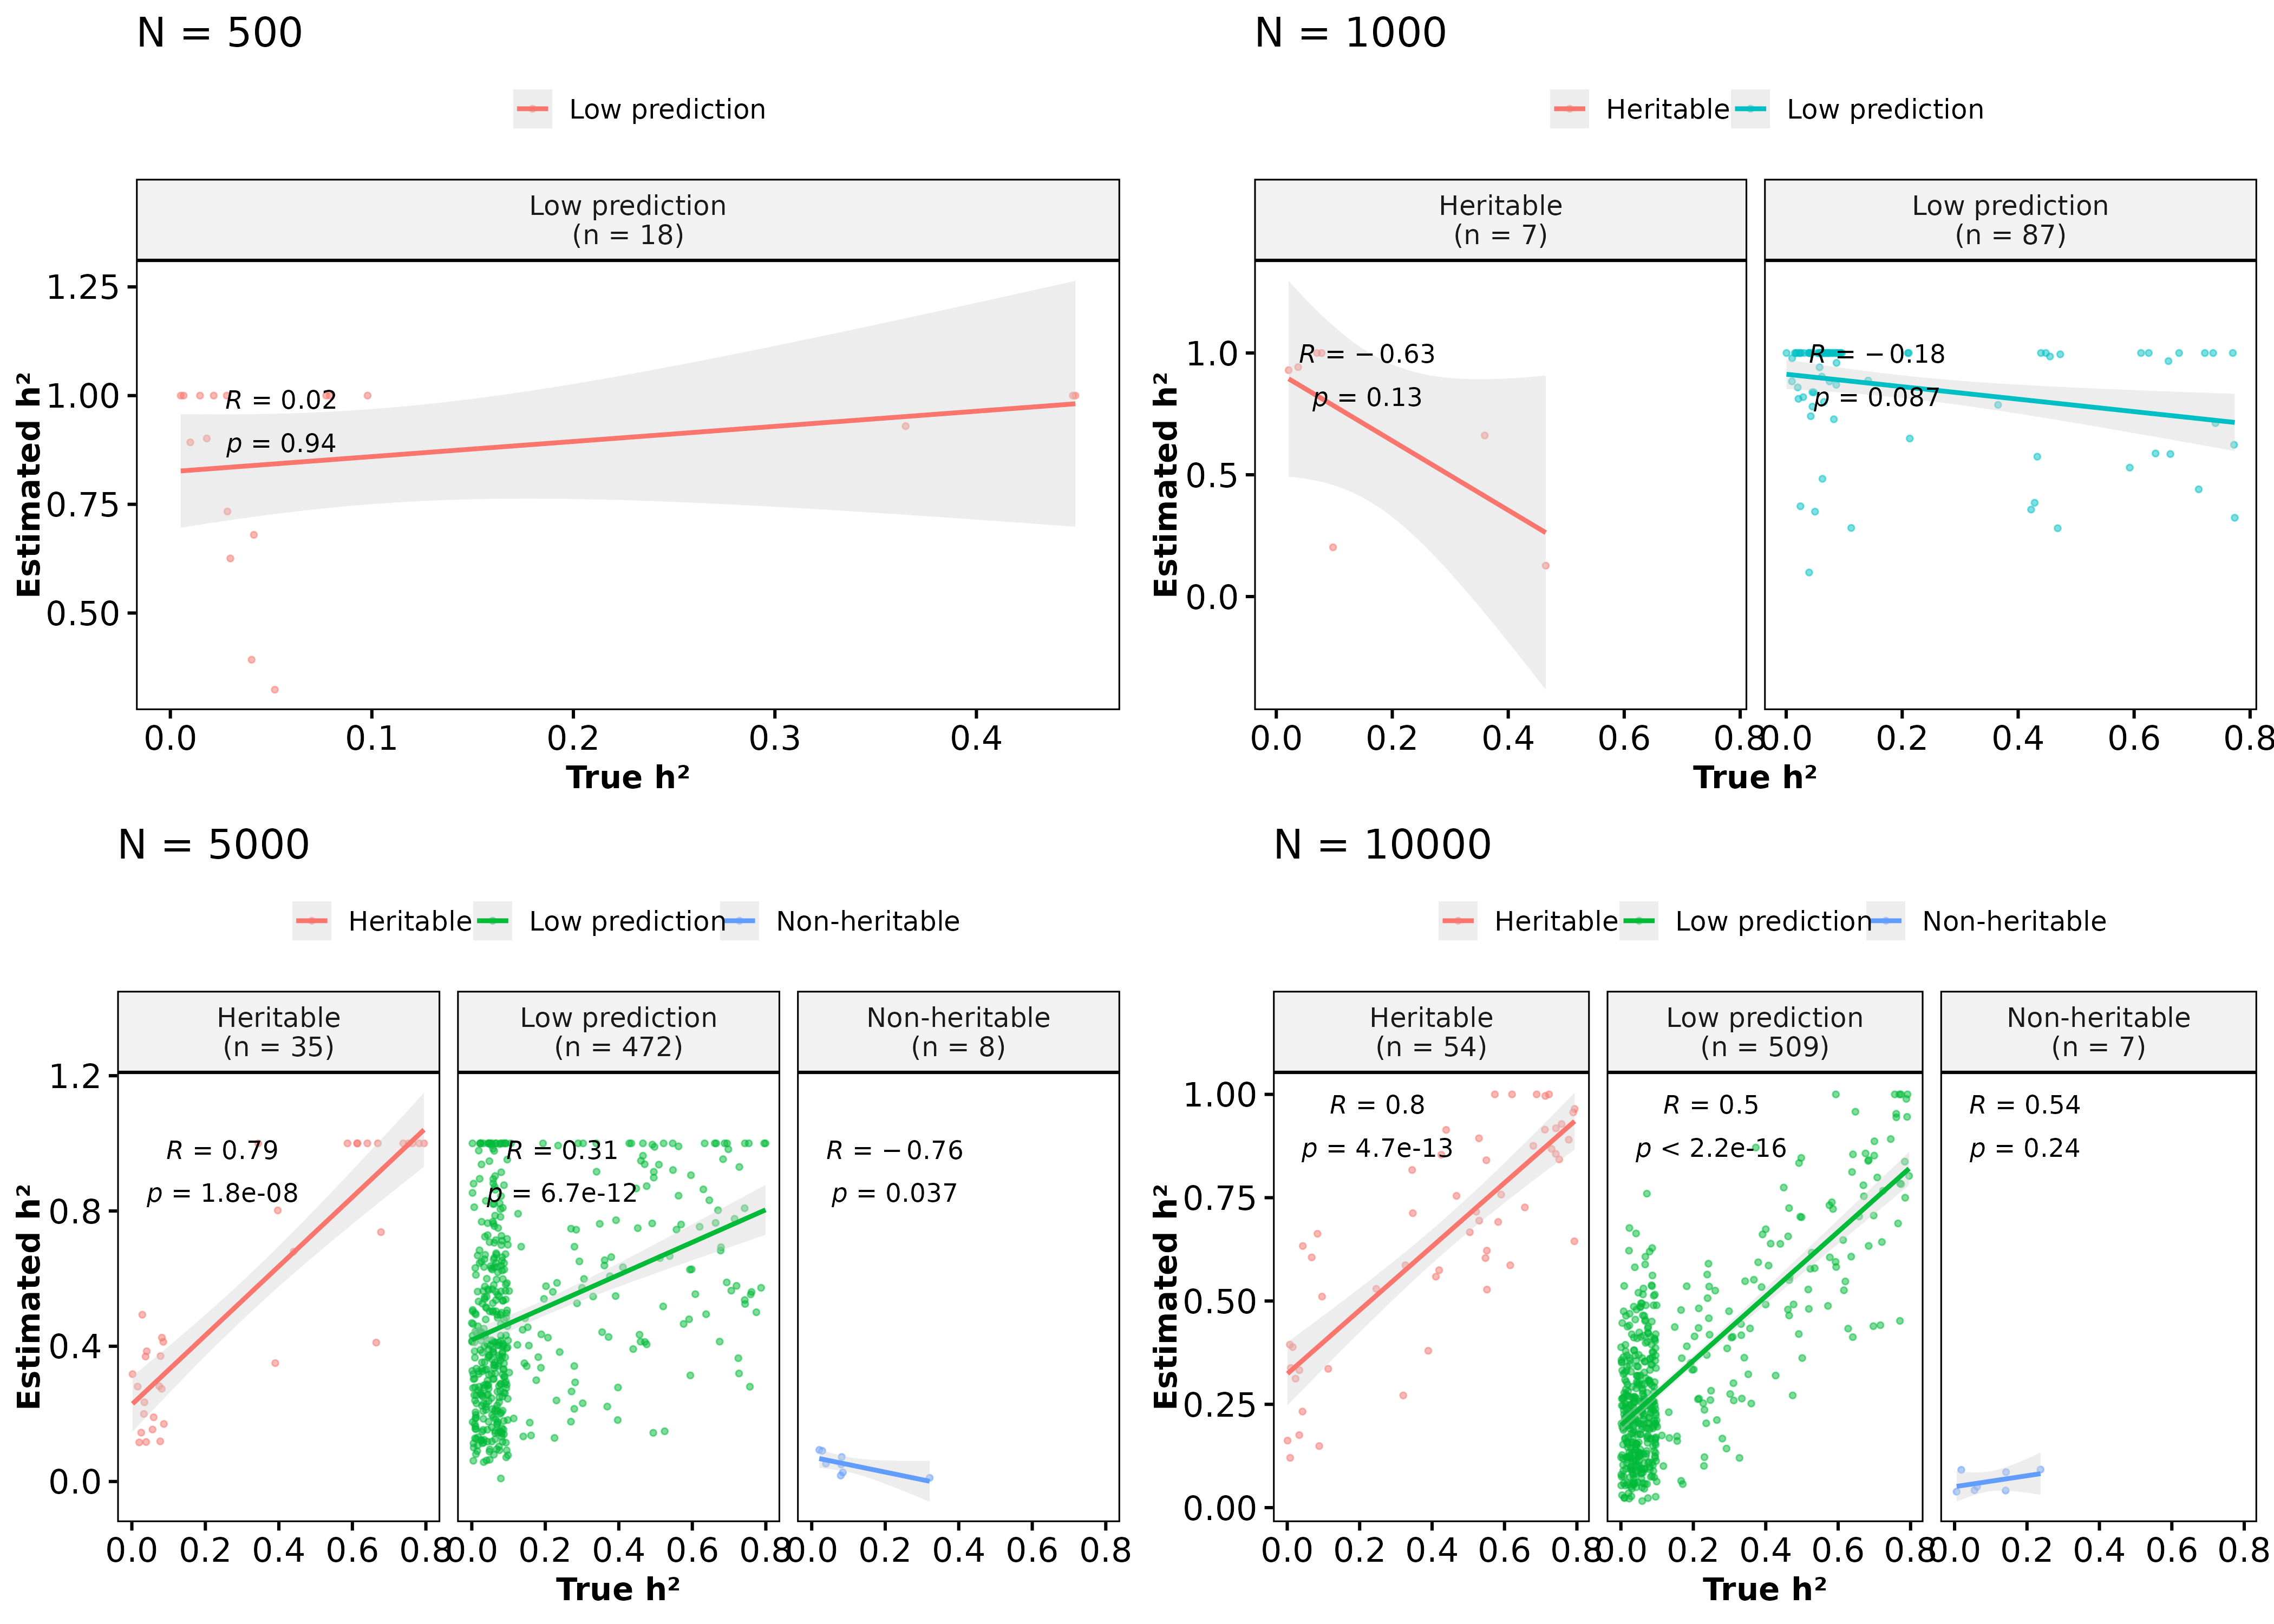 N = 500
Low prediction
Low prediction
(n = 18)
R = 0.02
p = 0.94
1.25
1.00
0.75
0.50
Estimated h²
0.0 0.1 0.2 0.3 0.4
True h²
N = 1000
Heritable Low prediction
Heritable
(n = 7)
Low prediction
(n = 87)
R = −0.63
p = 0.13
R = −0.18
p = 0.087
1.0
0.5
0.0
Estimated h²
0.0 0.2 0.4 0.6 0.8 0.0 0.2 0.4 0.6 0.8
True h²
N = 5000
Heritable Low prediction Non-heritable
Heritable
(n = 35)
Low prediction
(n = 472)
Non-heritable
(n = 8)
R = 0.79
p = 1.8e-08
R = 0.31
p = 6.7e-12
R = −0.76
p = 0.037
1.2
0.8
0.4
0.0
Estimated h²
0.0 0.2 0.4 0.6 0.8 0.0 0.2 0.4 0.6 0.8 0.0 0.2 0.4 0.6 0.8
True h²
N = 10000
Heritable Low prediction Non-heritable
Heritable
(n = 54)
Low prediction
(n = 509)
Non-heritable
(n = 7)
R = 0.8
p = 4.7e-13
R = 0.5
p < 2.2e-16
R = 0.54
p = 0.24
1.00
0.75
0.50
0.25
0.00
Estimated h²
0.0 0.2 0.4 0.6 0.8 0.0 0.2 0.4 0.6 0.8 0.0 0.2 0.4 0.6 0.8
True h²